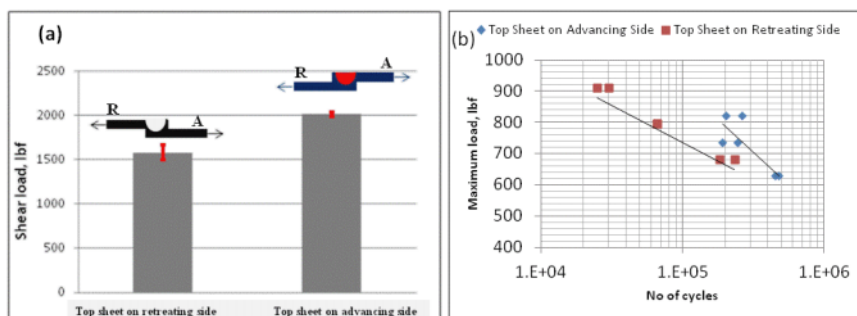 (a)
R
A
R
A
2500
2000
1500
1000
500
0
Shear load, lbf
Top sheet on retreating side
Top sheet on advancing side
(b)
Top Sheet on Advancing Side
Top Sheet on Retreating Side
1000
900
800
700
600
500
400
Maximum load, lbf
1.E+04
1.E+05
1.E+06
No of cycles